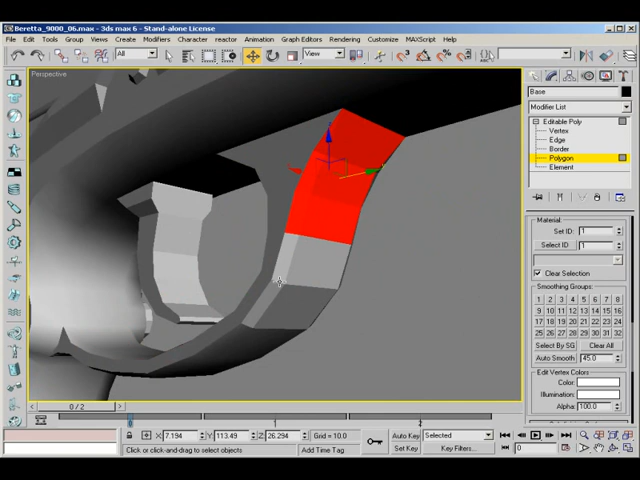 Beretta_9000_06.max - 3ds max 6 - Stand-alone License
File Edit Tools Group Views Create Modifiers Character reactor Animation Graph Editors Rendering Customize MAXScript Help
All View
Perspective
Base
Modifier List
Editable Poly
Vertex
Edge
Border
Polygon
Element
Material
Set ID: 1
Select ID 1
Clear Selection
Smoothing Groups:
1 2 3 4 5 6 7 8
9 10 11 12 13 14 15 16
17 18 19 20 21 22 23 24
25 26 27 28 29 30 31 32
Select By SG Clear All
Auto Smooth 45.0
Edit Vertex Colors
Color:
Illumination:
Alpha: 100.0
0 / 2
0 1 2
X: 7.194 Y: 113.49 Z: 26.294 Grid = 10.0 Auto Key Selected
Click or click-and-drag to select objects Add Time Tag Set Key Key Filters... 0